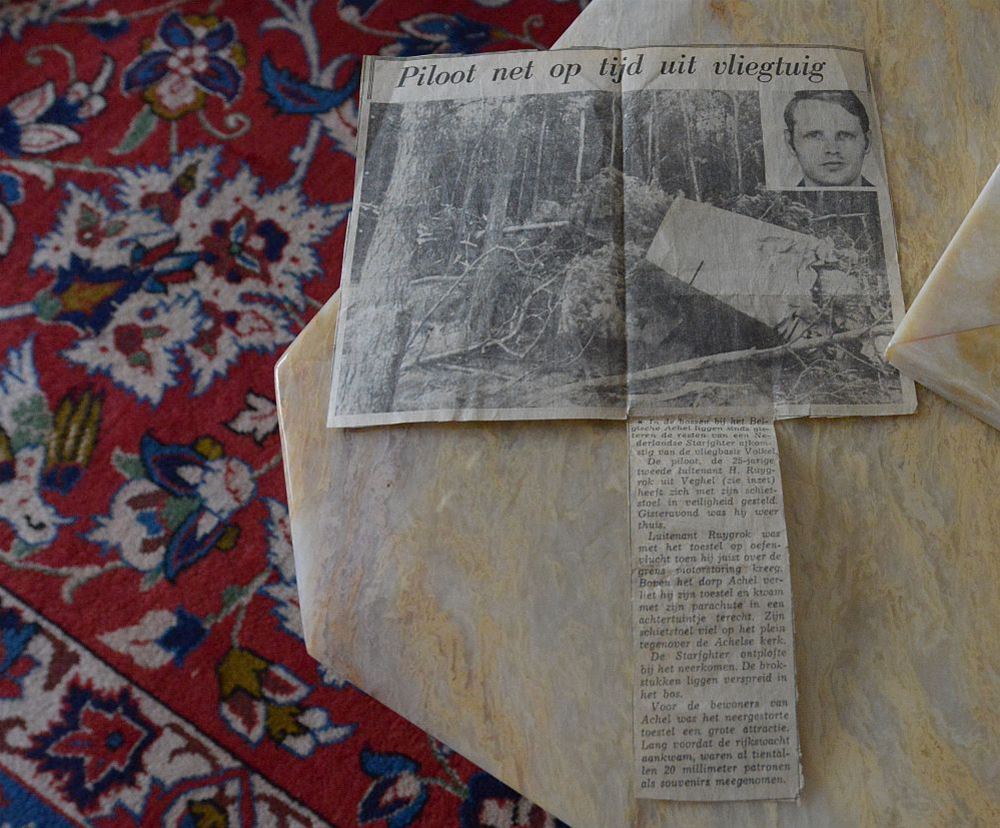 Piloot net op tijd uit vliegtuig
★ In de bossen bij het Bel-
gische Achel liggen sinds gis-
teren de resten van een Ne-
derlandse Starfghter afkom-
stig van de vliegbasis Volkel.
De piloot, de 25-jarige
tweede luitenant H. Ruyg-
rok uit Veghel (zie inzet)
heeft zich met zijn schiet-
stoel in veiligheid gesteld.
Gisteravond was hij weer
thuis.
Luitenant Ruygrok was
met het toestel op oefen-
vlucht toen hij juist over de
grens motorstoring kreeg.
Boven het dorp Achel ver-
liet hij zijn toestel en kwam
met zijn parachute in een
achtertuintje terecht. Zijn
schietstoel viel op het plein
tegenover de Achelse kerk.
De Starfghter ontplofte
bij het neerkomen. De brok-
stukken liggen verspreid in
het bos.
Voor de bewoners van
Achel was het neergestorte
toestel een grote attractie.
Lang voordat de rijkswacht
aankwam, waren al tiental-
len 20 millimeter patronen
als souvenirs meegenomen.